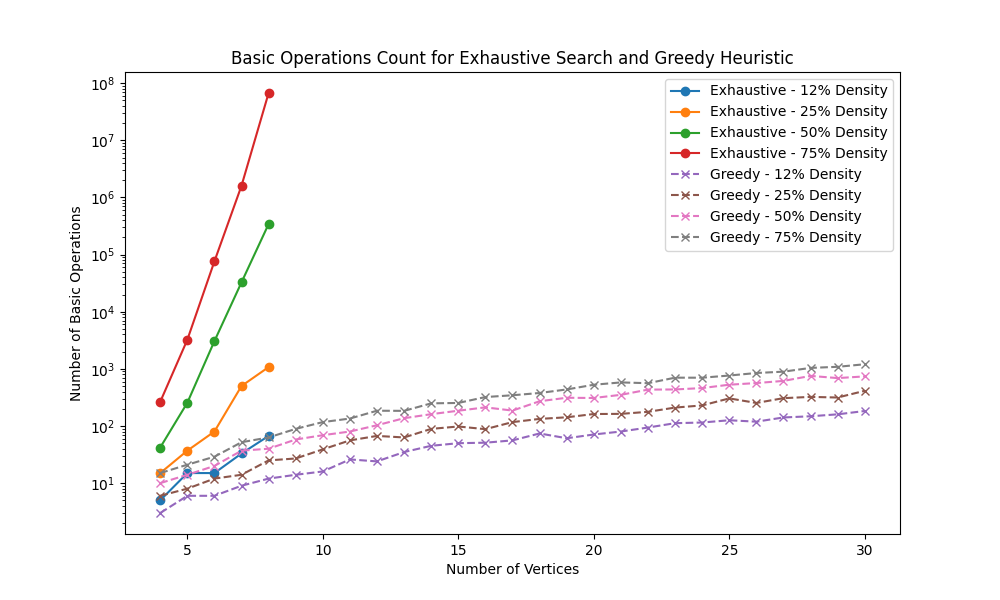 Basic Operations Count for Exhaustive Search and Greedy Heuristic
Number of Basic Operations
10^8
10^7
10^6
10^5
10^4
10^3
10^2
10^1
Exhaustive - 12% Density
Exhaustive - 25% Density
Exhaustive - 50% Density
Exhaustive - 75% Density
Greedy - 12% Density
Greedy - 25% Density
Greedy - 50% Density
Greedy - 75% Density
5 10 15 20 25 30
Number of Vertices